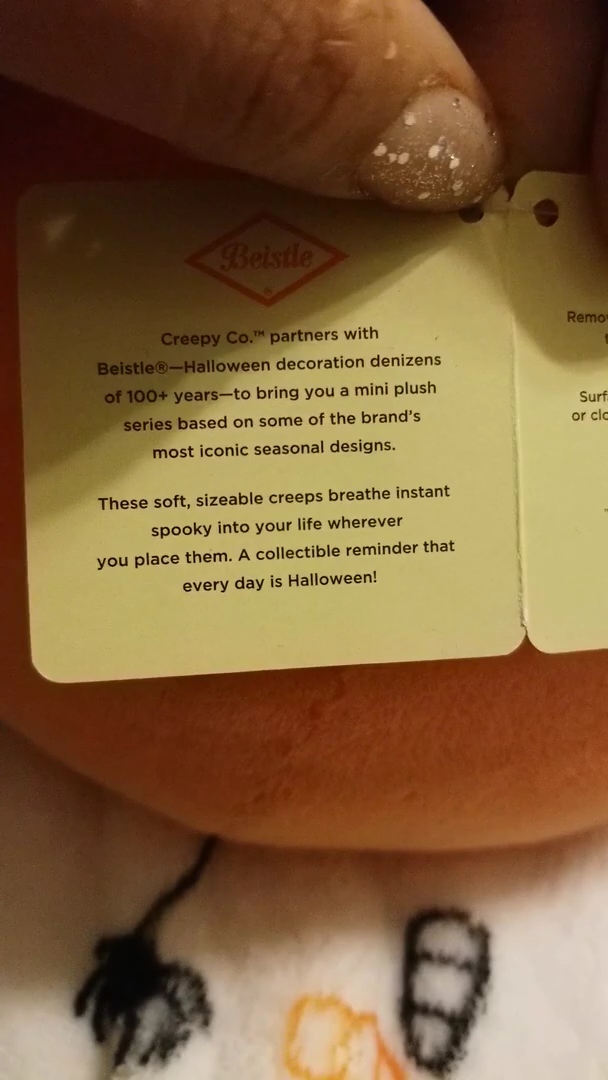 Beistle
®
Creepy Co.™ partners with
Beistle®—Halloween decoration denizens
of 100+ years—to bring you a mini plush
series based on some of the brand's
most iconic seasonal designs.
These soft, sizeable creeps breathe instant
spooky into your life wherever
you place them. A collectible reminder that
every day is Halloween!
Surf
or clo